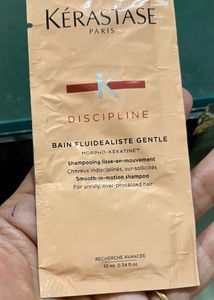 KÉRASTASE
PARIS
K
DISCIPLINE
BAIN FLUIDEALISTE GENTLE
MORPHO-KÉRATINE™
Shampooing lisse-en-mouvement
Cheveux indisciplinés, sur-sollicités
Smooth-in-motion shampoo
For unruly, over-processed hair
RECHERCHE AVANCÉE
10 ml 0.34 fl.oz